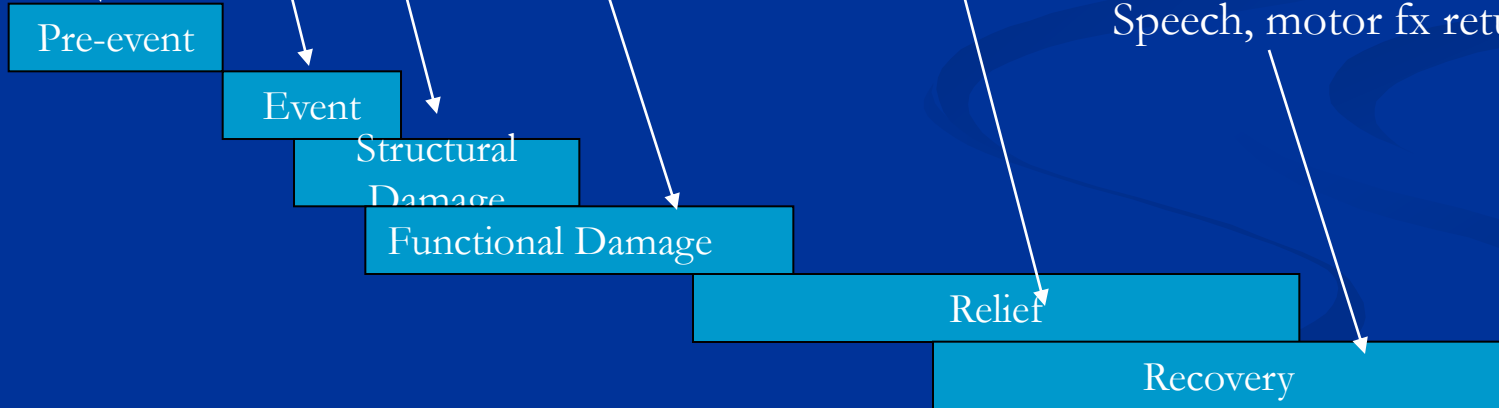 Speech, motor fx retu
Pre-event
Event
Structural
Damage
Functional Damage
Relief
Recovery